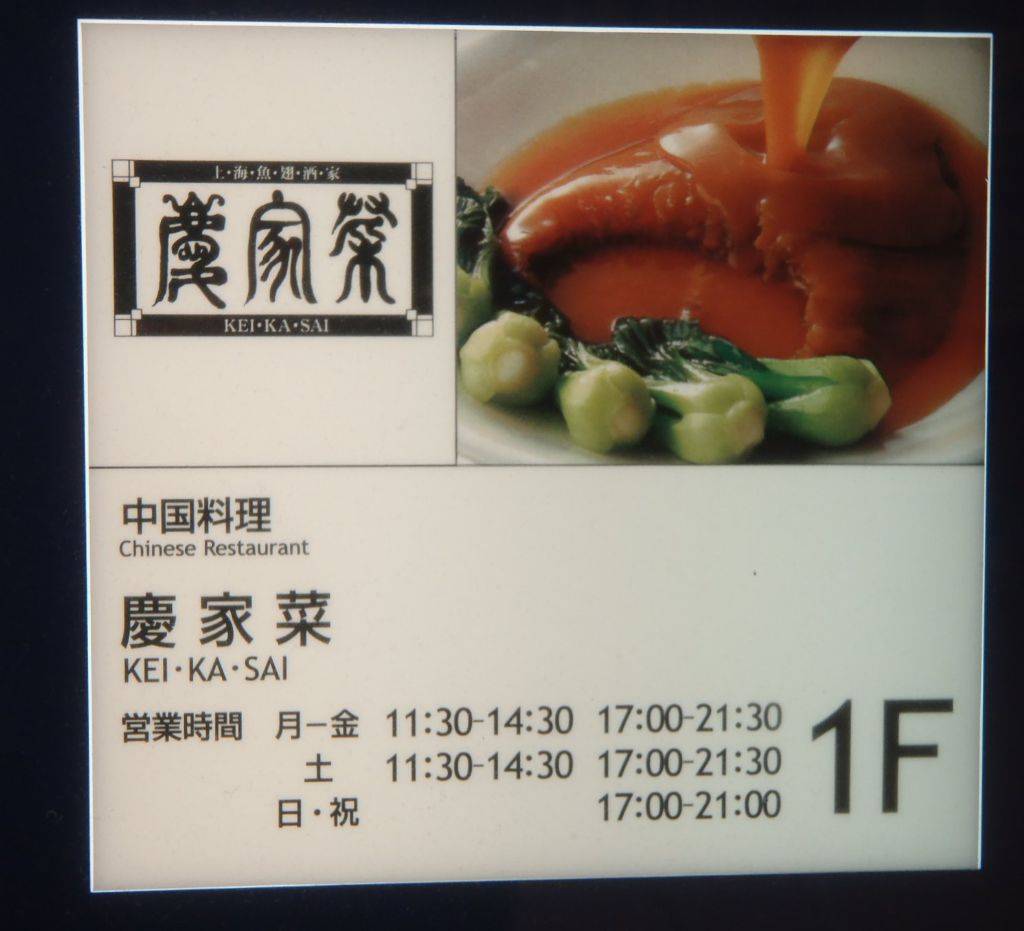 上・海・魚・翅・酒・家
慶家菜
KEI・KA・SAI
中国料理
Chinese Restaurant
慶家菜
KEI・KA・SAI
営業時間 月－金 11:30-14:30 17:00-21:30
土 11:30-14:30 17:00-21:30
日・祝 17:00-21:00
1F